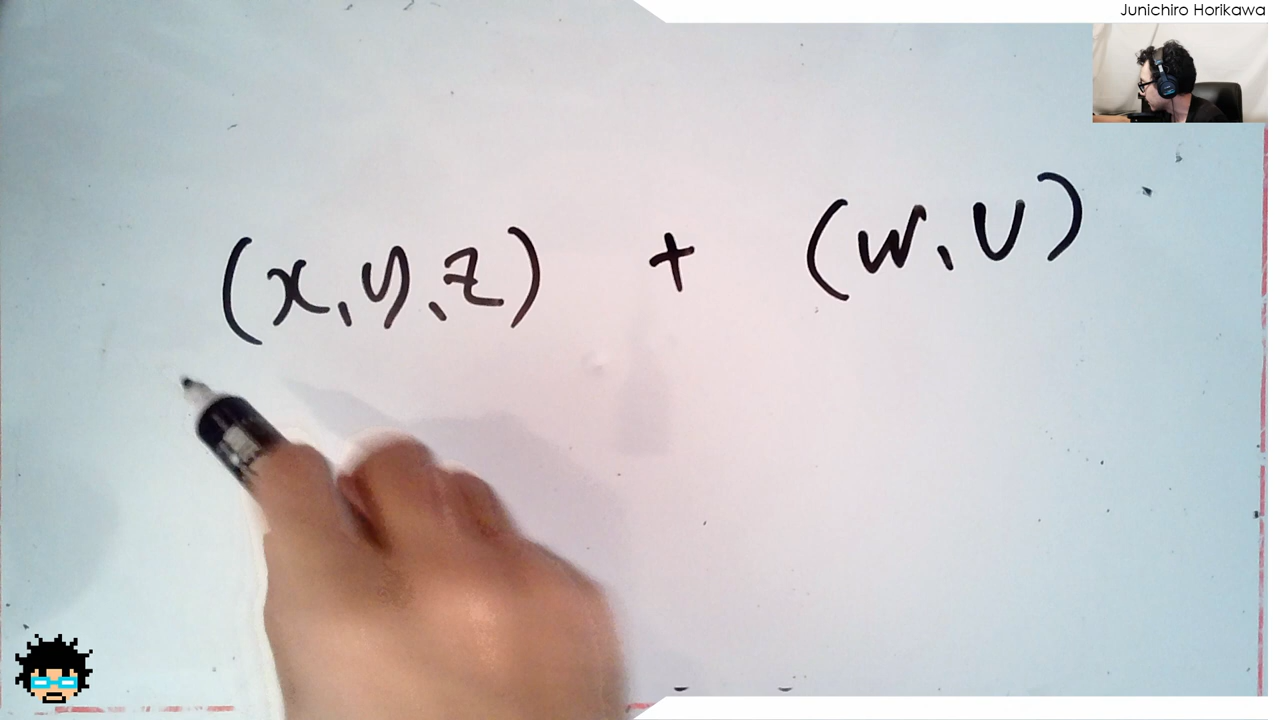 Junichiro Horikawa
(x, y, z) + (w, v)